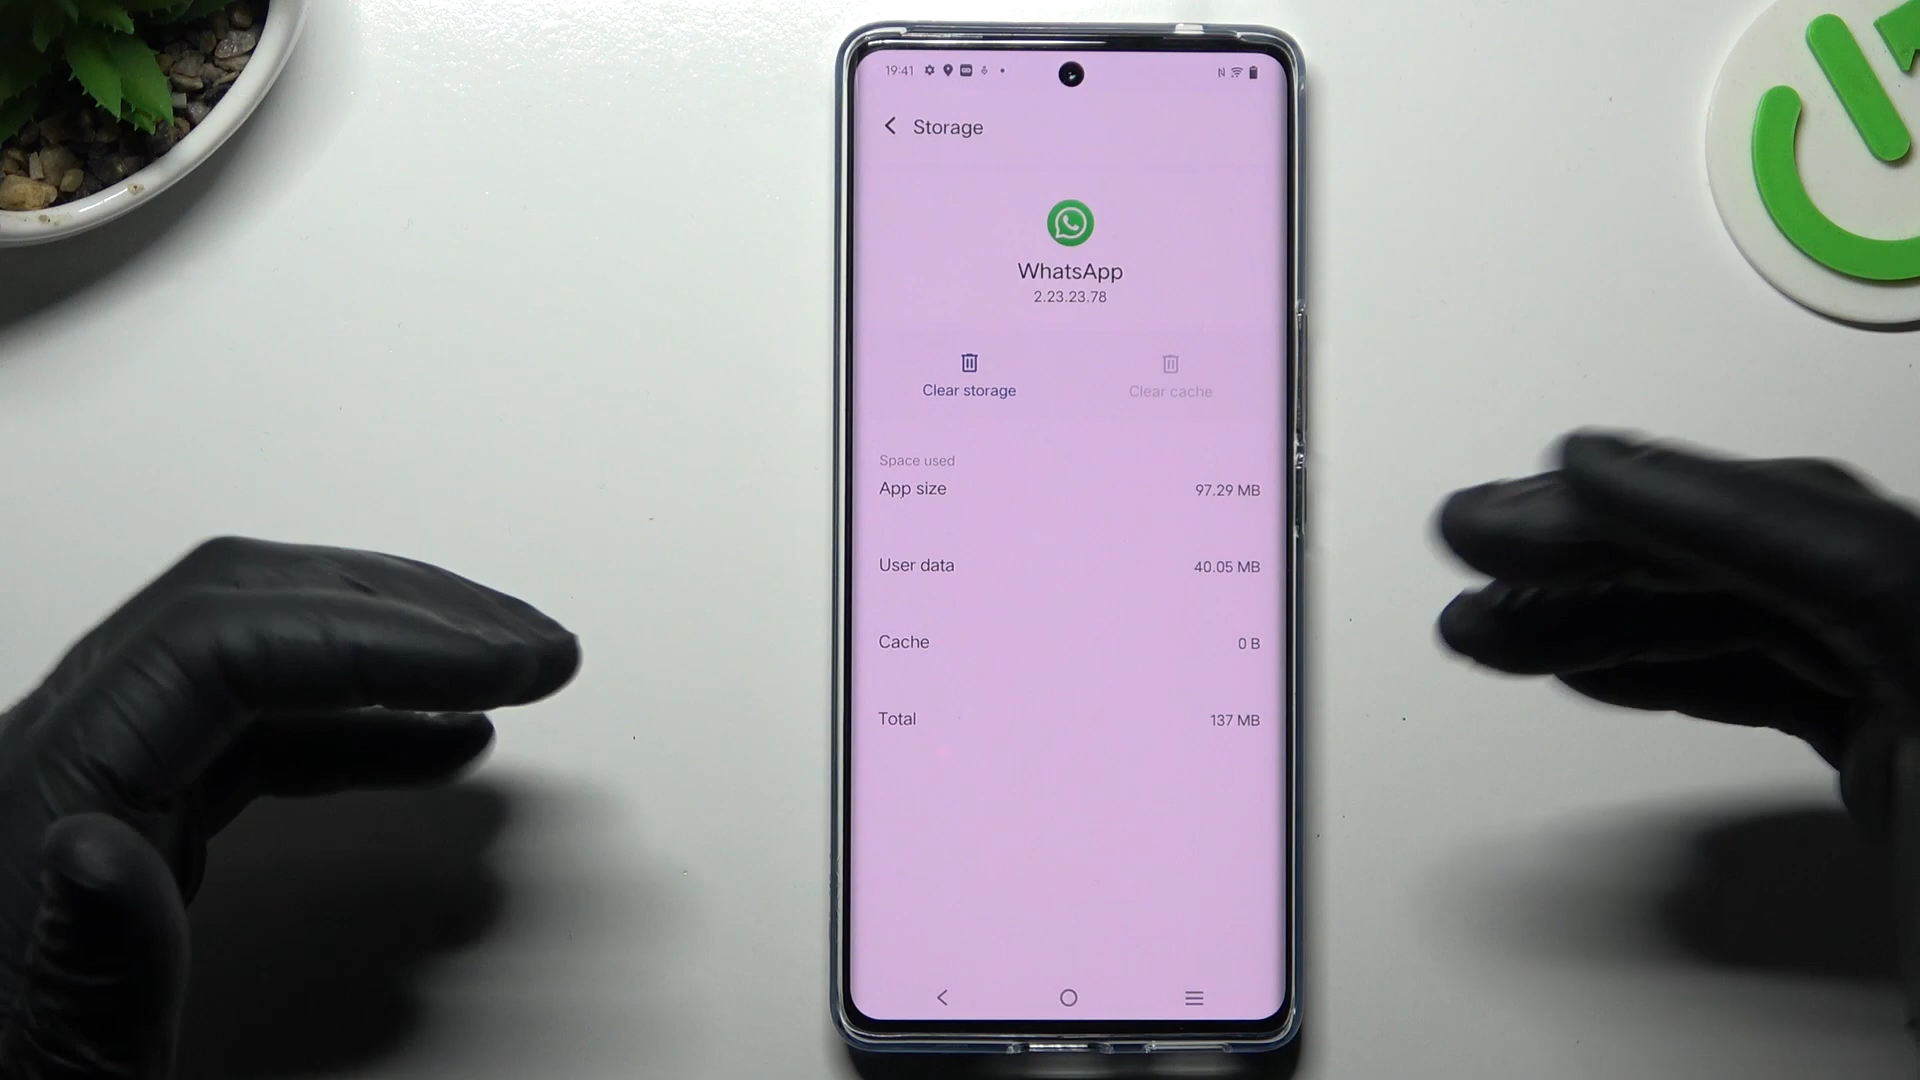 19:41
Storage
WhatsApp
2.23.23.78
Clear storage
Clear cache
Space used
App size 97.29 MB
User data 40.05 MB
Cache 0 B
Total 137 MB